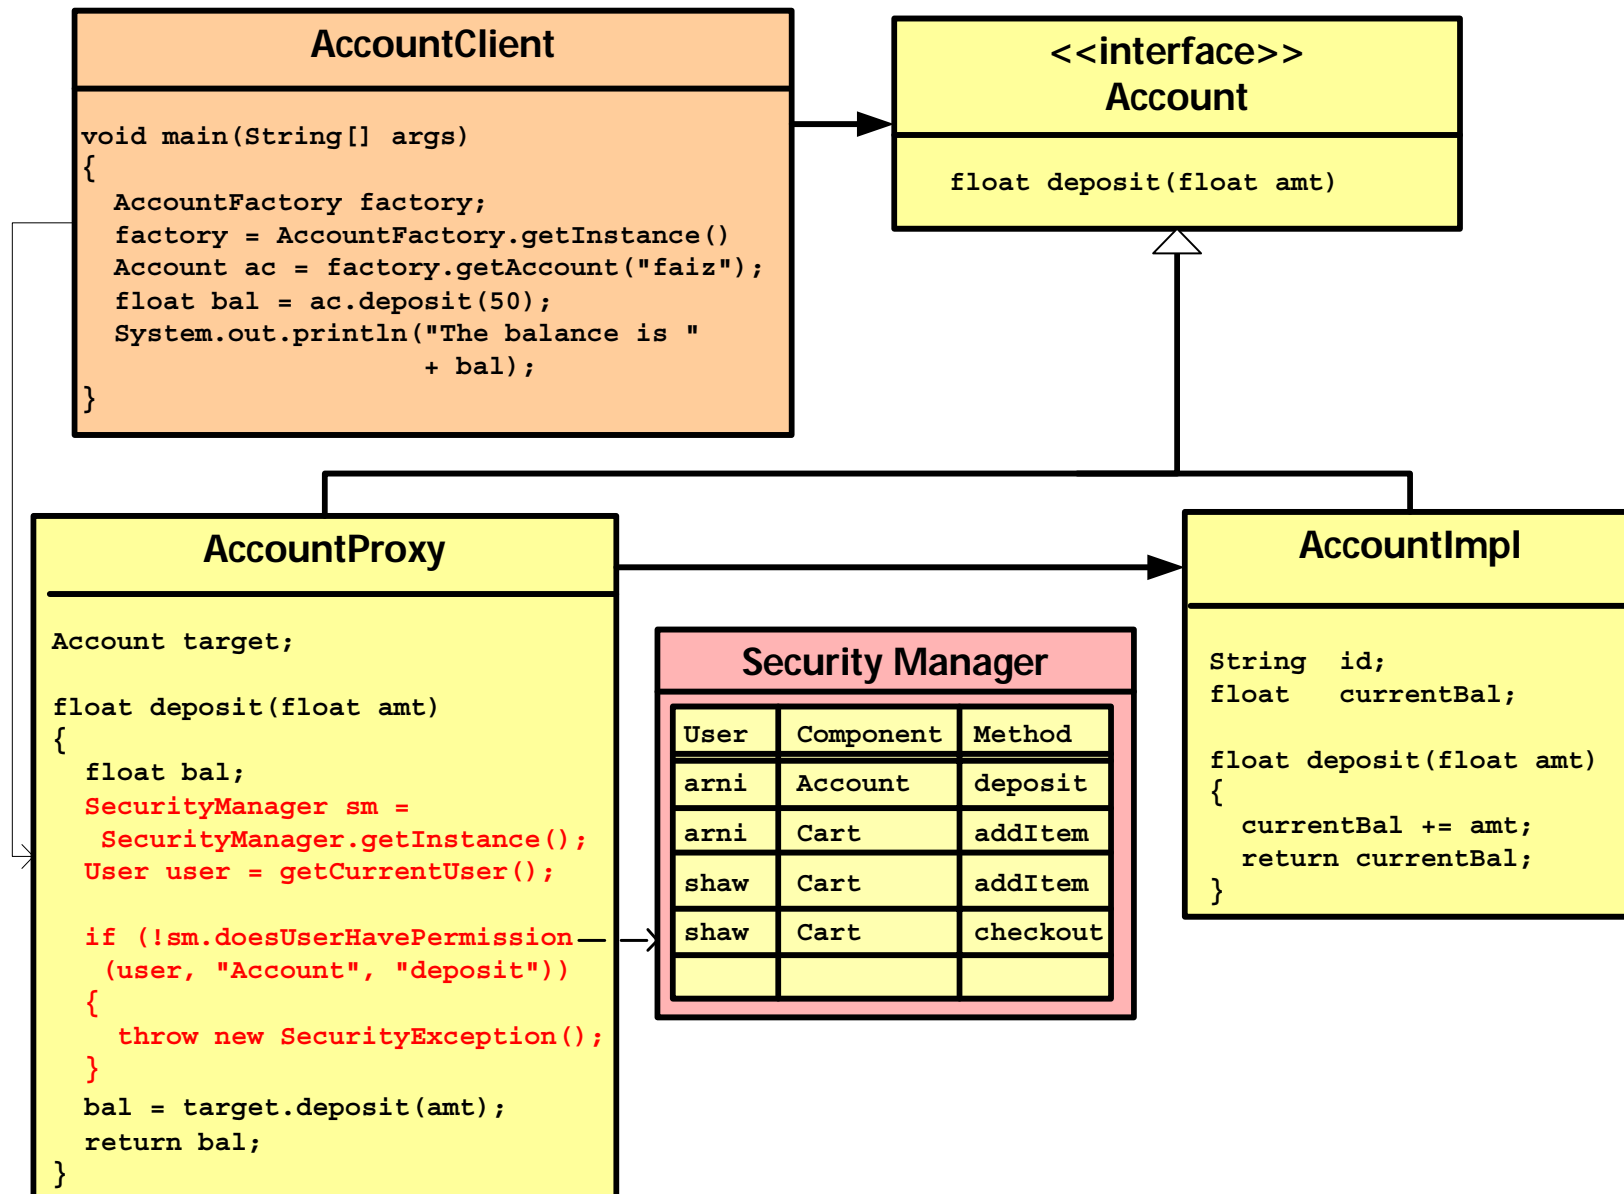 AccountClient
void main(String[] args)
{
AccountFactory factory;
factory = AccountFactory.getInstance()
Account ac = factory.getAccount("faiz");
float bal = ac.deposit(50);
System.out.println("The balance is "
+ bal);
}
<<interface>>
Account
float deposit(float amt)
AccountProxy
Account target;
float deposit(float amt)
{
float bal;
SecurityManager sm =
SecurityManager.getInstance();
User user = getCurrentUser();
if (!sm.doesUserHavePermission
(user, "Account", "deposit"))
{
throw new SecurityException();
}
bal = target.deposit(amt);
return bal;
}
Security Manager
User Component Method
arni Account deposit
arni Cart addItem
shaw Cart addItem
shaw Cart checkout
AccountImpl
String id;
float currentBal;
float deposit(float amt)
{
currentBal += amt;
return currentBal;
}